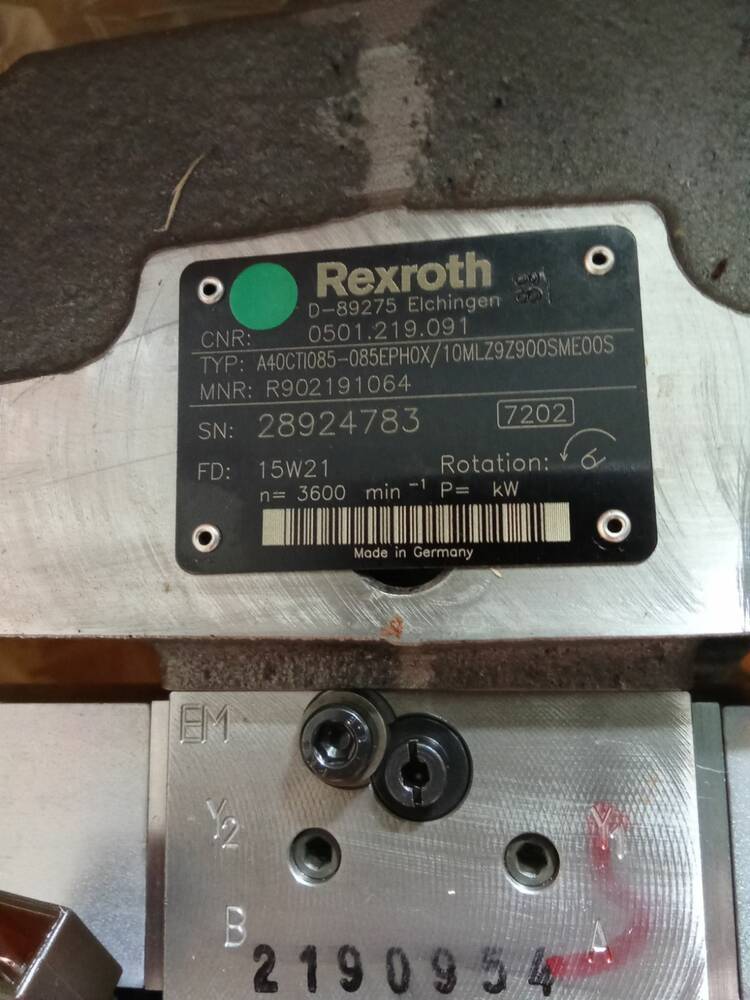 Rexroth
D-89275 Elchingen
CNR: 0501.219.091
TYP: A40CTI085-085EPH0X/10MLZ9Z900SME00S
MNR: R902191064
SN: 28924783 7202
FD: 15W21 Rotation:
n= 3600 min⁻¹ P= kW
Made in Germany
EM
Y2 Y1
B A
2190954